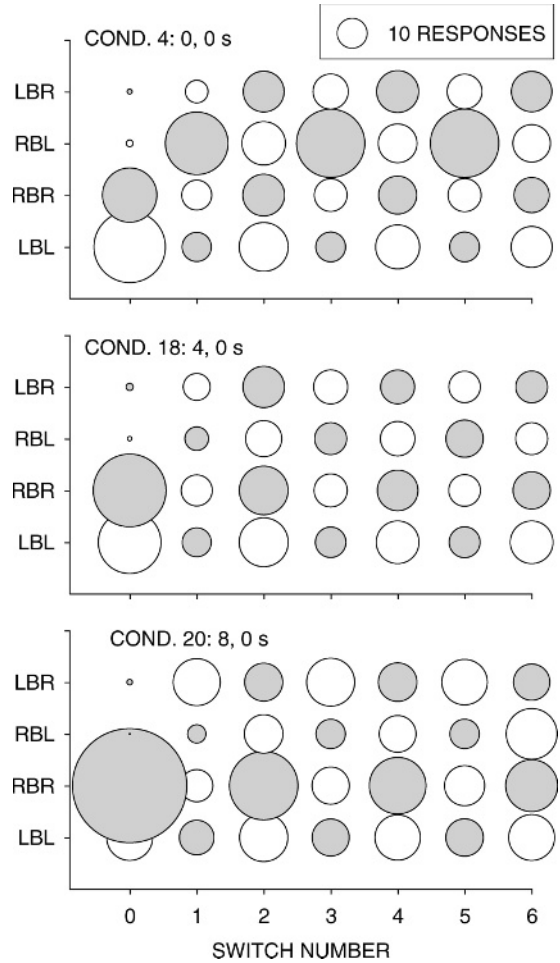 COND. 4: 0, 0 s
10 RESPONSES
LBR
RBL
RBR
LBL
COND. 18: 4, 0 s
LBR
RBL
RBR
LBL
COND. 20: 8, 0 s
LBR
RBL
RBR
LBL
0 1 2 3 4 5 6
SWITCH NUMBER